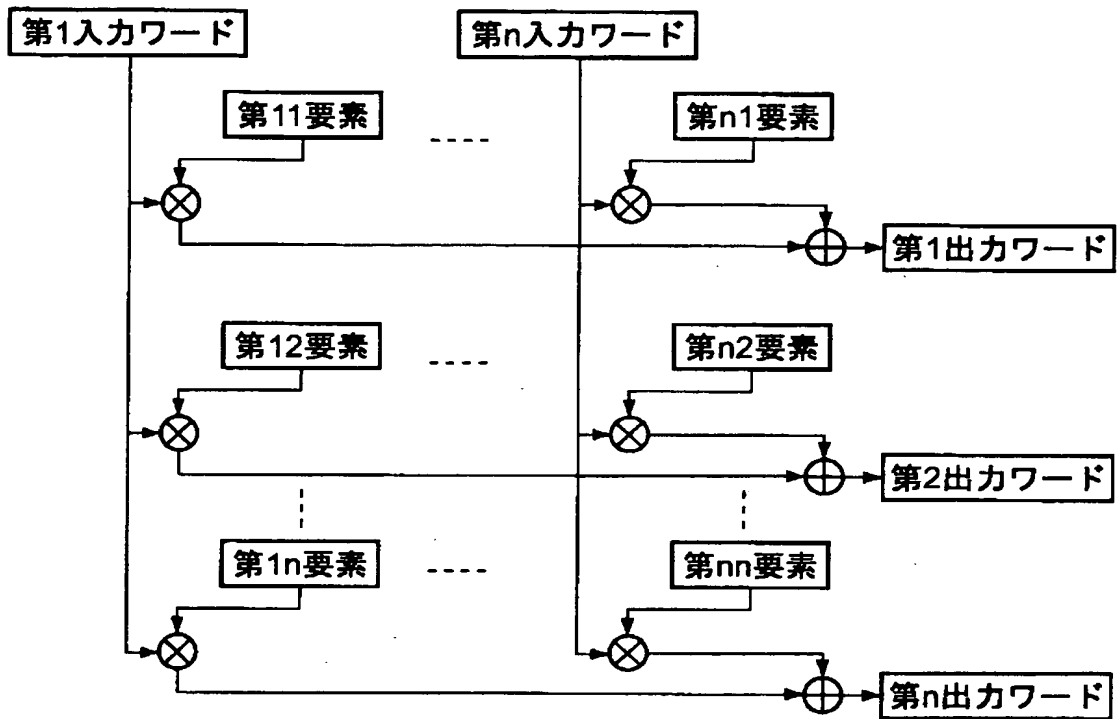 第1入力ワード
第n入力ワード
第11要素
第n1要素
第1出力ワード
第12要素
第n2要素
第2出力ワード
第1n要素
第nn要素
第n出力ワード